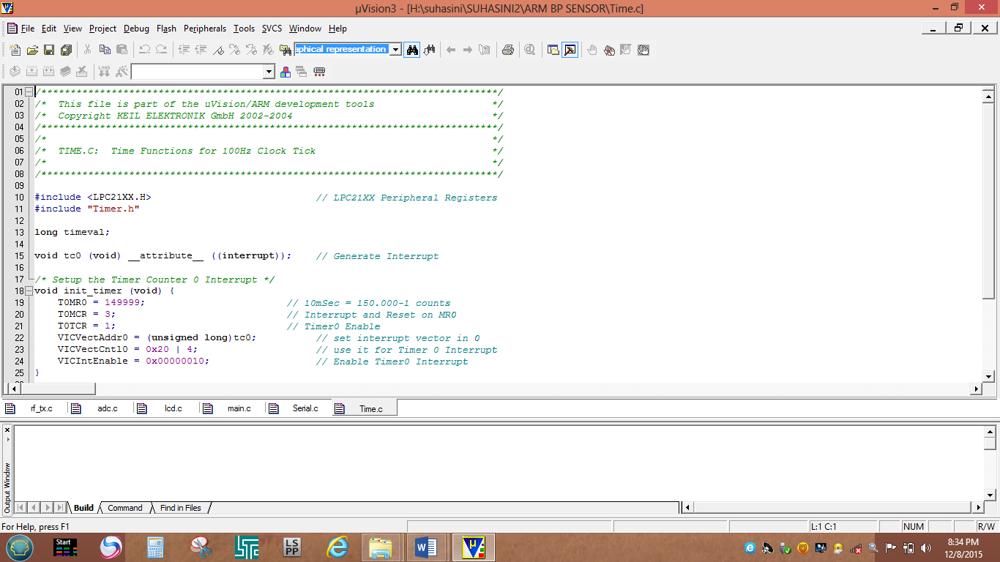 µVision3 - [H:\suhasini\SUHASINI2\ARM BP SENSOR\Time.c]
File Edit View Project Debug Flash Peripherals Tools SVCS Window Help
aphical representation
LOAD
01 /******************************************************************************/
02 /*  This file is part of the uVision/ARM development tools                    */
03 /*  Copyright KEIL ELEKTRONIK GmbH 2002-2004                                  */
04 /******************************************************************************/
05 /*                                                                            */
06 /*  TIME.C:  Time Functions for 100Hz Clock Tick                              */
07 /*                                                                            */
08 /******************************************************************************/
09
10 #include <LPC21XX.H>                            // LPC21XX Peripheral Registers
11 #include "Timer.h"
12
13 long timeval;
14
15 void tc0 (void) __attribute__ ((interrupt));    // Generate Interrupt
16
17 /* Setup the Timer Counter 0 Interrupt */
18 void init_timer (void) {
19     T0MR0 = 149999;                        // 10mSec = 150.000-1 counts
20     T0MCR = 3;                             // Interrupt and Reset on MR0
21     T0TCR = 1;                             // Timer0 Enable
22     VICVectAddr0 = (unsigned long)tc0;          // set interrupt vector in 0
23     VICVectCntl0 = 0x20 | 4;                    // use it for Timer 0 Interrupt
24     VICIntEnable = 0x00000010;                  // Enable Timer0 Interrupt
25 }
rf_tx.c adc.c lcd.c main.c Serial.c Time.c
Output Window
Build Command Find in Files
For Help, press F1 L:1 C:1 NUM R/W
Start
LS
PP
8:34 PM
12/8/2015